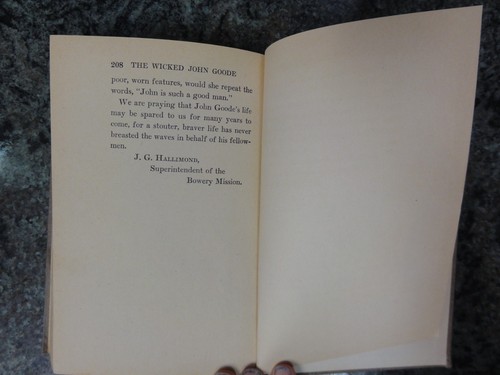 208 THE WICKED JOHN GOODE
poor, worn features, would she repeat the
words, "John is such a good man."
We are praying that John Goode's life
may be spared to us for many years to
come, for a stouter, braver life has never
breasted the waves in behalf of his fellow-
men.
J. G. HALLIMOND,
Superintendent of the
Bowery Mission.